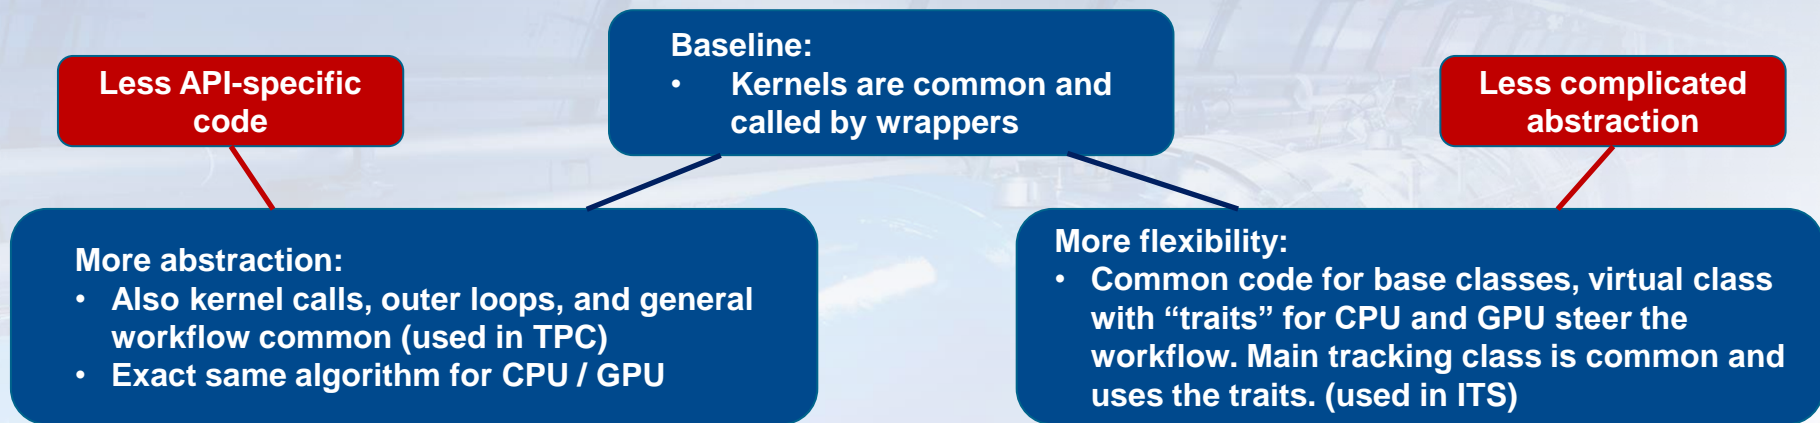 Baseline:
• Kernels are common and
called by wrappers
Less API-specific
code
Less complicated
abstraction
More abstraction:
• Also kernel calls, outer loops, and general
workflow common (used in TPC)
• Exact same algorithm for CPU / GPU
More flexibility:
• Common code for base classes, virtual class
with “traits” for CPU and GPU steer the
workflow. Main tracking class is common and
uses the traits. (used in ITS)